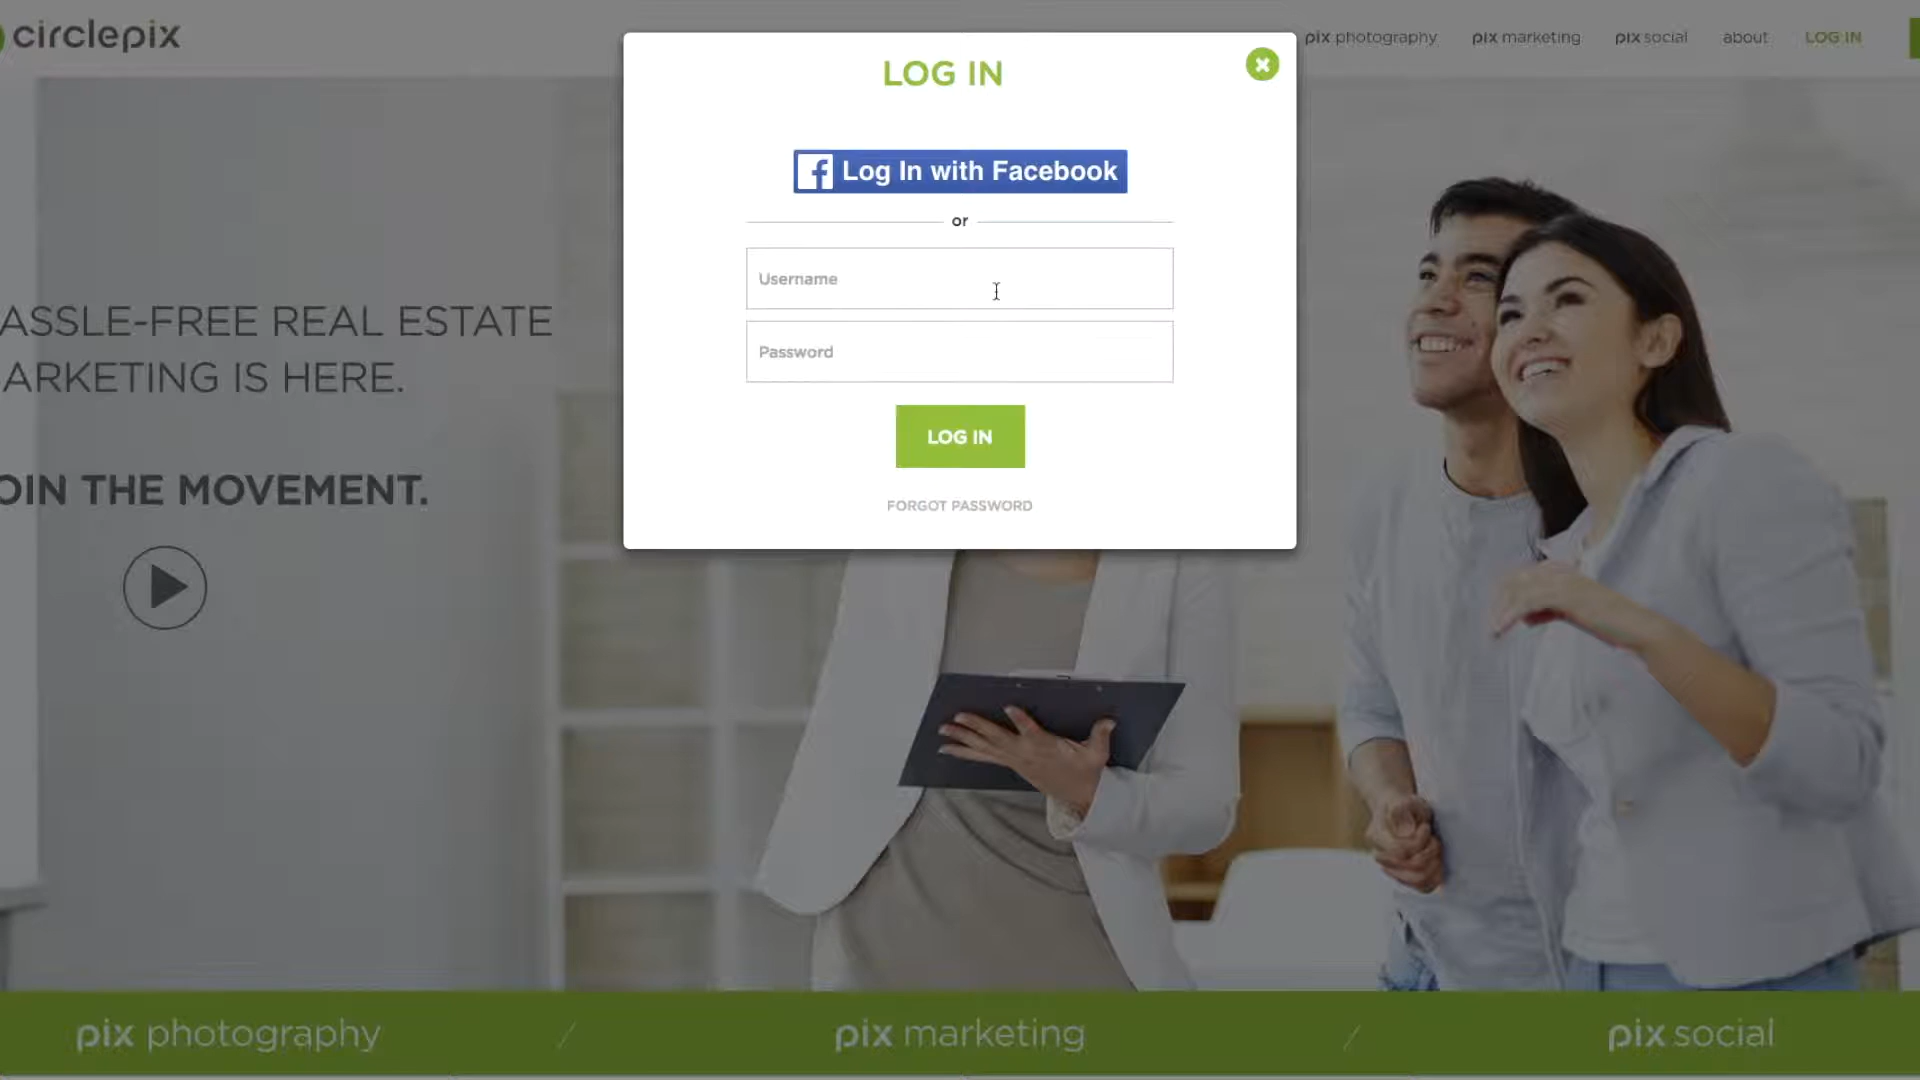 circlepix
pix photography
pix marketing
pix social
about
LOG IN
LOG IN
Log In with Facebook
or
Username
Password
LOG IN
FORGOT PASSWORD
ASSLE-FREE REAL ESTATE
ARKETING IS HERE.
OIN THE MOVEMENT.
pix photography / pix marketing / pix social